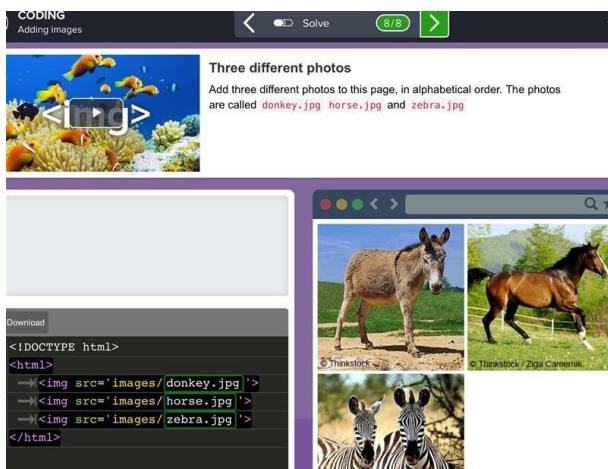 CODING
Adding images
Solve
8/8
<img>
Three different photos
Add three different photos to this page, in alphabetical order. The photos
are called donkey.jpg horse.jpg and zebra.jpg
© Thinkstock
© Thinkstock / Ziga Camernik
Download
<!DOCTYPE html>
<html>
<img src='images/donkey.jpg'>
<img src='images/horse.jpg'>
<img src='images/zebra.jpg'>
</html>